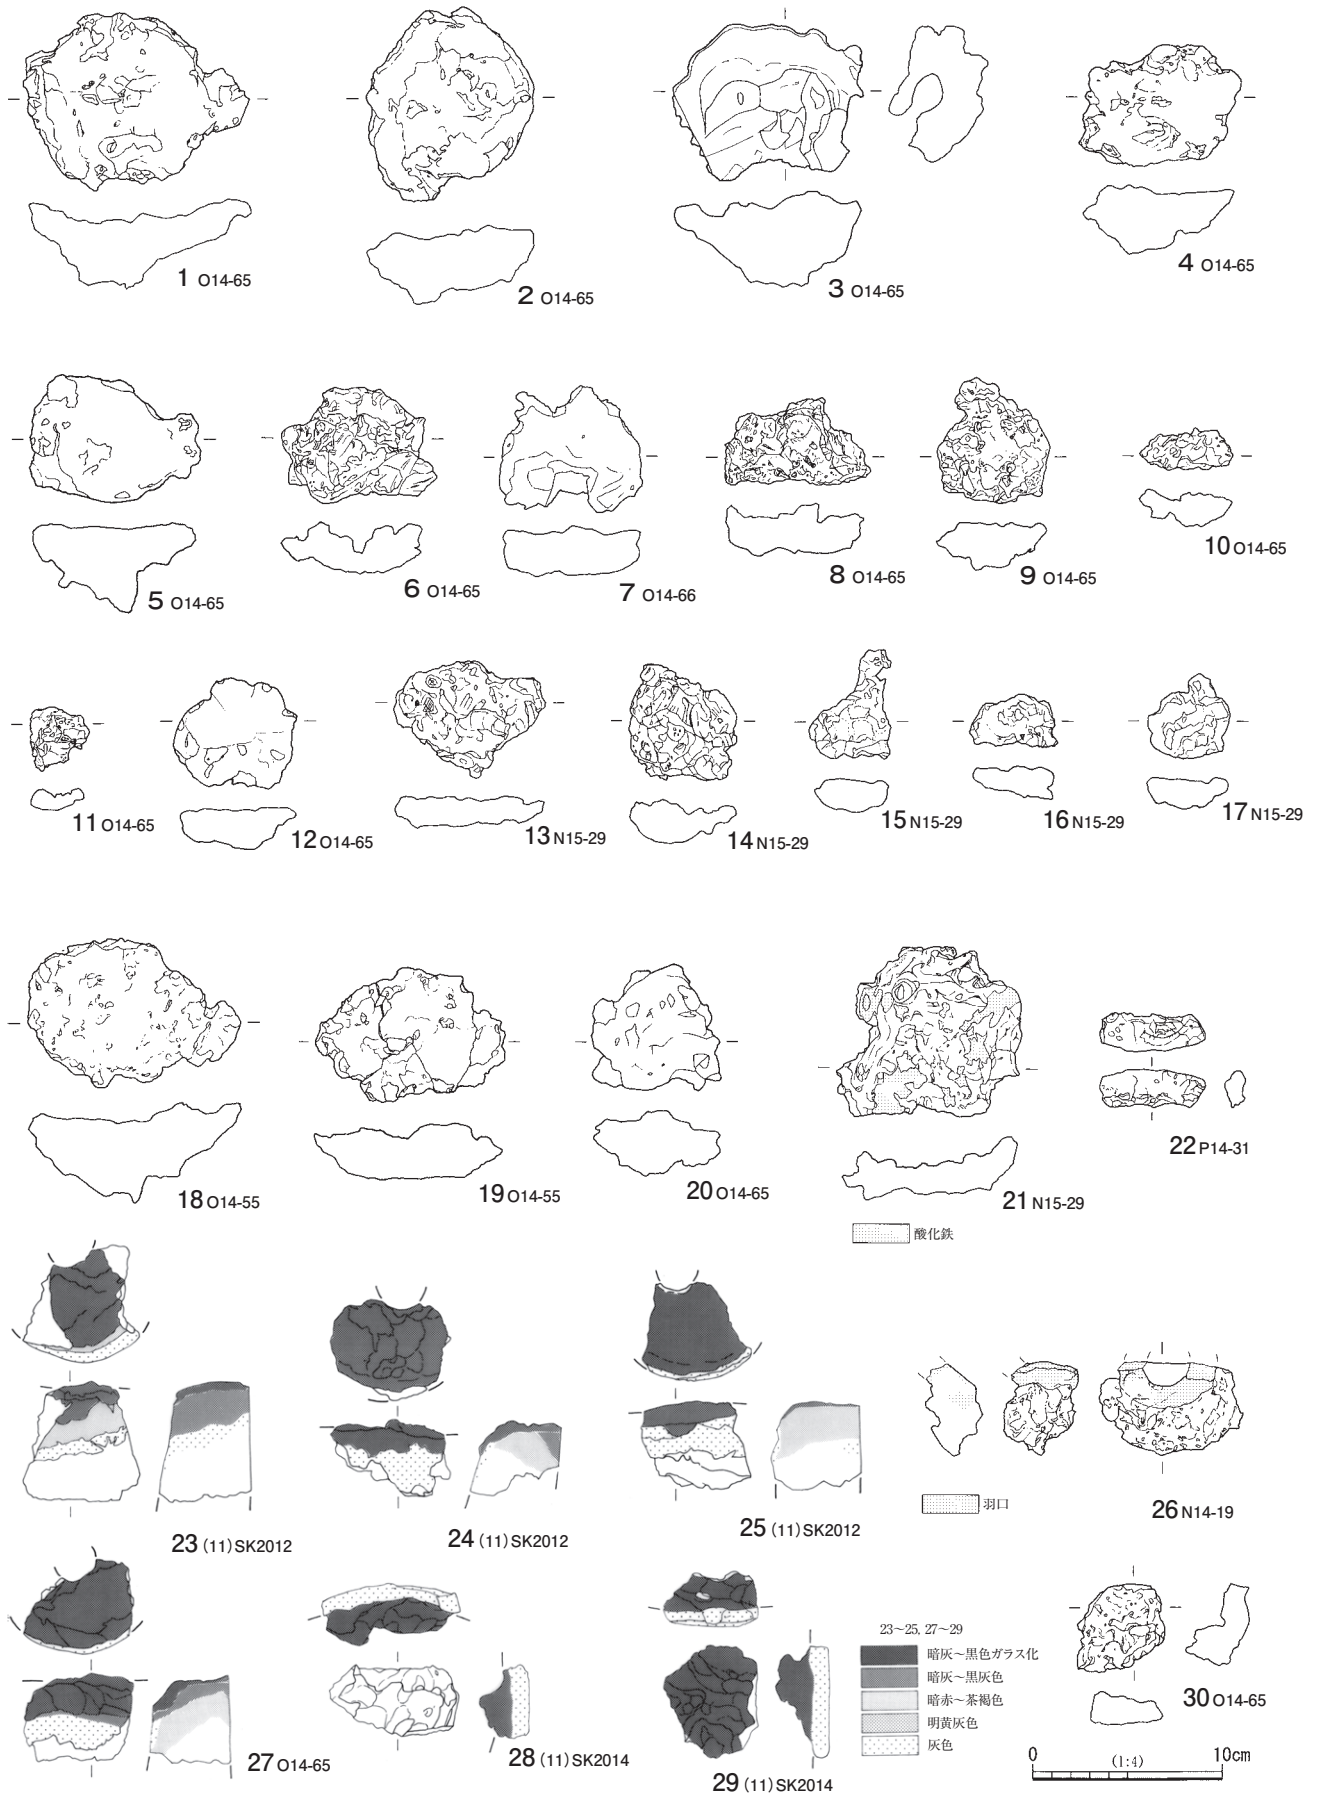 1 O14-65
2 O14-65
3 O14-65
4 O14-65
5 O14-65
6 O14-65
7 O14-66
8 O14-65
9 O14-65
10 O14-65
11 O14-65
12 O14-65
13 N15-29
14 N15-29
15 N15-29
16 N15-29
17 N15-29
18 O14-55
19 O14-55
20 O14-65
21 N15-29
22 P14-31
酸化鉄
23 (11)SK2012
24 (11)SK2012
25 (11)SK2012
羽口
26 N14-19
27 O14-65
28 (11)SK2014
29 (11)SK2014
23~25, 27~29
暗灰~黒色ガラス化
暗灰~黒灰色
暗赤~茶褐色
明黄灰色
灰色
30 O14-65
0 (1:4) 10cm